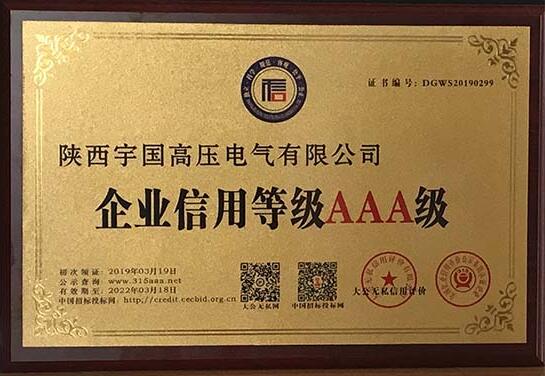 信
证书编号：DGWS20190299
陕西宇国高压电气有限公司
企业信用等级AAA级
初次领证：2019年03月19日
公示查询：www.315aaa.net
有效期至：2022年03月18日
中国招标投标网：http://credit.cecbid.org.cn
大公无私网
中国招标投标网
大公无私信用评价